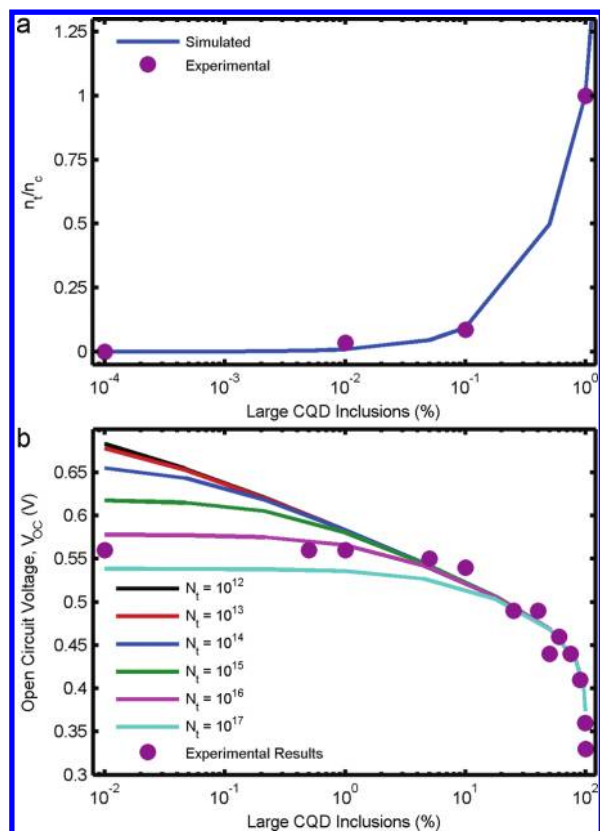 a
1.25
1
0.75
0.5
0.25
0
n_t/n_c
Simulated
Experimental
10^-4
10^-3
10^-2
10^-1
10^0
Large CQD Inclusions (%)
b
0.65
0.6
0.55
0.5
0.45
0.4
0.35
0.3
Open Circuit Voltage, V_OC (V)
N_t = 10^12
N_t = 10^13
N_t = 10^14
N_t = 10^15
N_t = 10^16
N_t = 10^17
Experimental Results
10^-2
10^-1
10^0
10^1
10^2
Large CQD Inclusions (%)